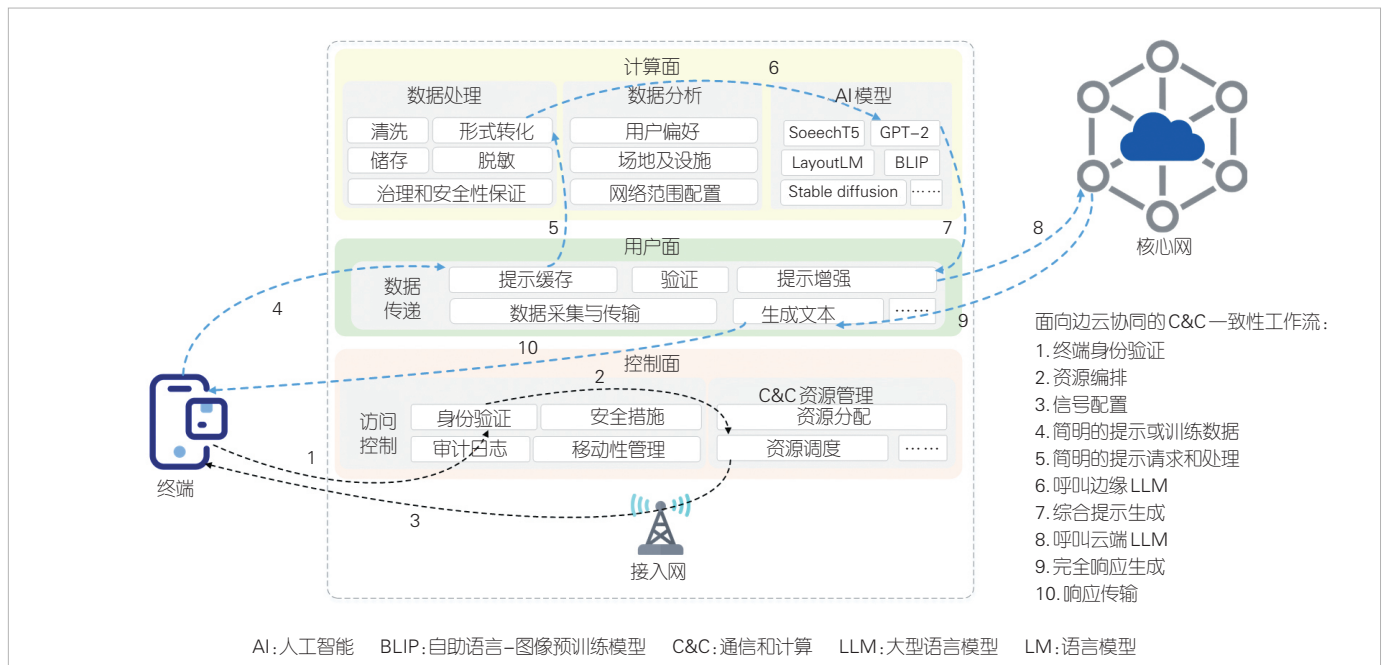 计算面
6
数据处理
数据分析
AI模型
清洗
形式转化
用户偏好
SoeechT5
GPT-2
储存
脱敏
场地及设施
LayoutLM
BLIP
治理和安全性保证
网络范围配置
Stable diffusion
……
5
7
8
用户面
核心网
数据
传递
提示缓存
验证
提示增强
4
数据采集与传输
生成文本
……
9
10
控制面
2
C&C资源管理
访问
控制
身份验证
安全措施
资源分配
审计日志
移动性管理
资源调度
……
1
终端
3
接入网
面向边云协同的C&C一致性工作流：
1.终端身份验证
2.资源编排
3.信号配置
4.简明的提示或训练数据
5.简明的提示请求和处理
6.呼叫边缘LLM
7.综合提示生成
8.呼叫云端LLM
9.完全响应生成
10.响应传输
AI：人工智能 BLIP：自助语言-图像预训练模型 C&C：通信和计算 LLM：大型语言模型 LM：语言模型